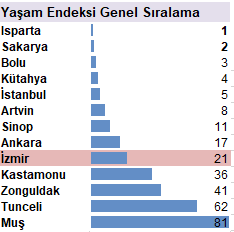 Yaşam Endeksi Genel Sıralama
Isparta 1
Sakarya 2
Bolu 3
Kütahya 4
İstanbul 5
Artvin 8
Sinop 11
Ankara 17
İzmir 21
Kastamonu 36
Zonguldak 41
Tunceli 62
Muş 81